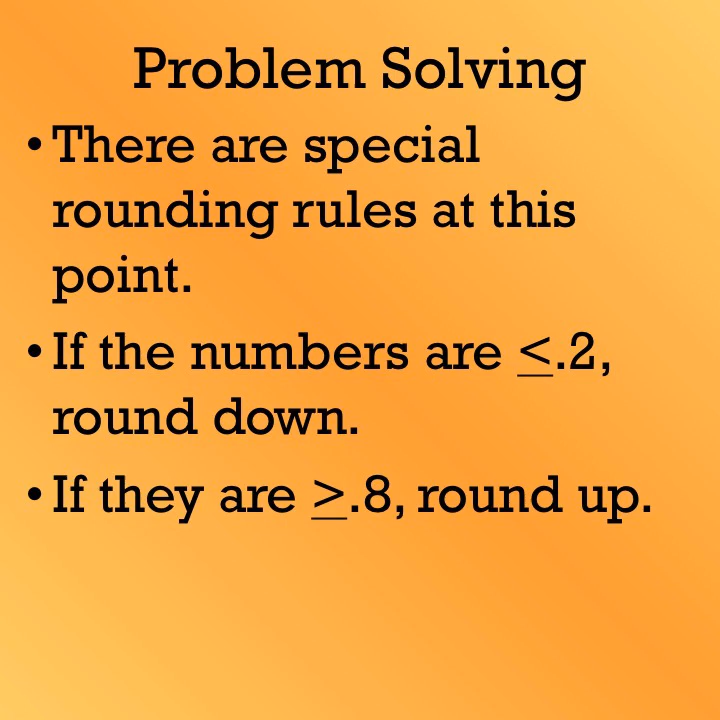 Problem Solving
• There are special
rounding rules at this
point.
• If the numbers are ≤.2,
round down.
• If they are ≥.8, round up.